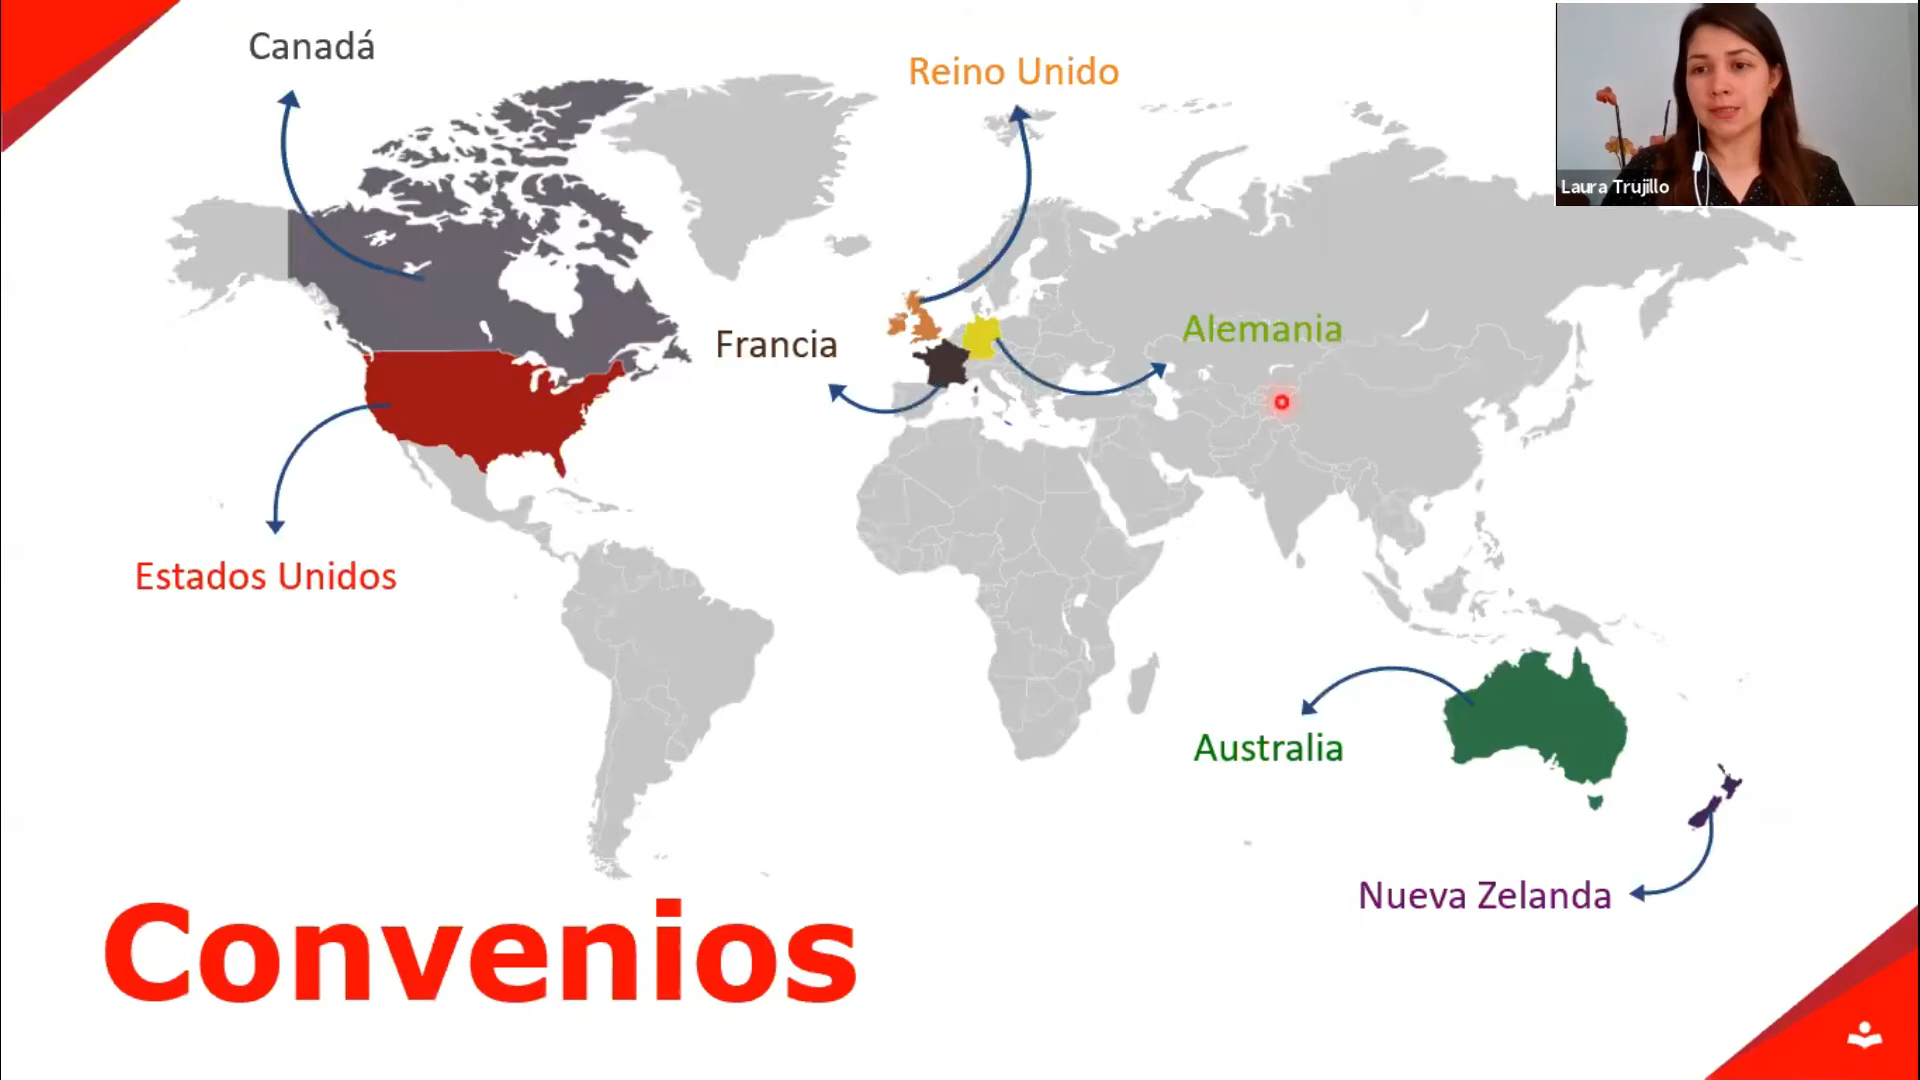 Canadá
Reino Unido
Laura Trujillo
Francia
Alemania
Estados Unidos
Australia
Nueva Zelanda
Convenios